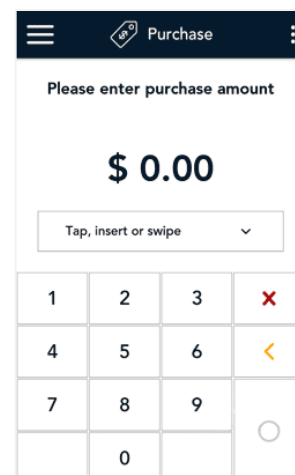 Purchase
Please enter purchase amount
$ 0.00
Tap, insert or swipe
1 2 3
4 5 6
7 8 9
0